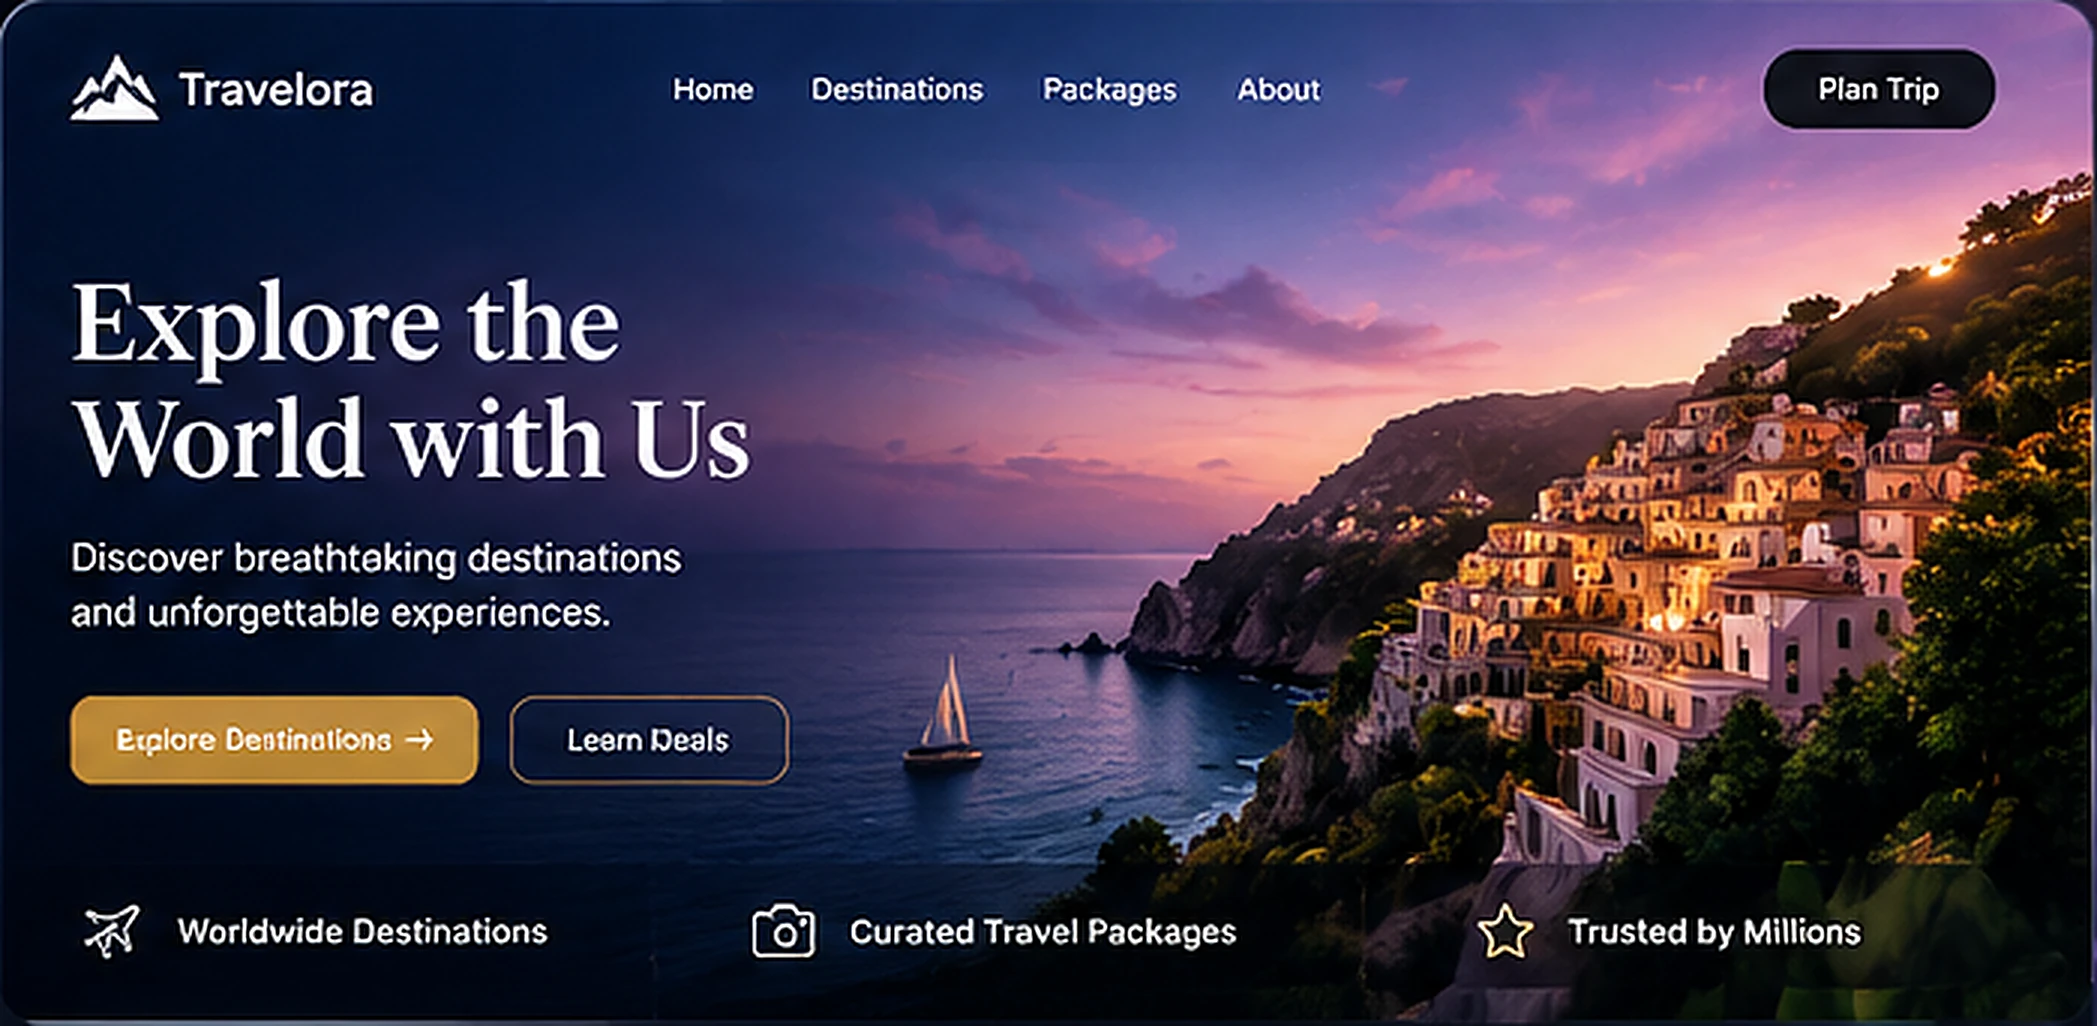 Travelora
Home Destinations Packages About
Plan Trip
Explore the
World with Us
Discover breathtaking destinations
and unforgettable experiences.
Explore Destinations →
Learn Deals
Worldwide Destinations
Curated Travel Packages
Trusted by Millions